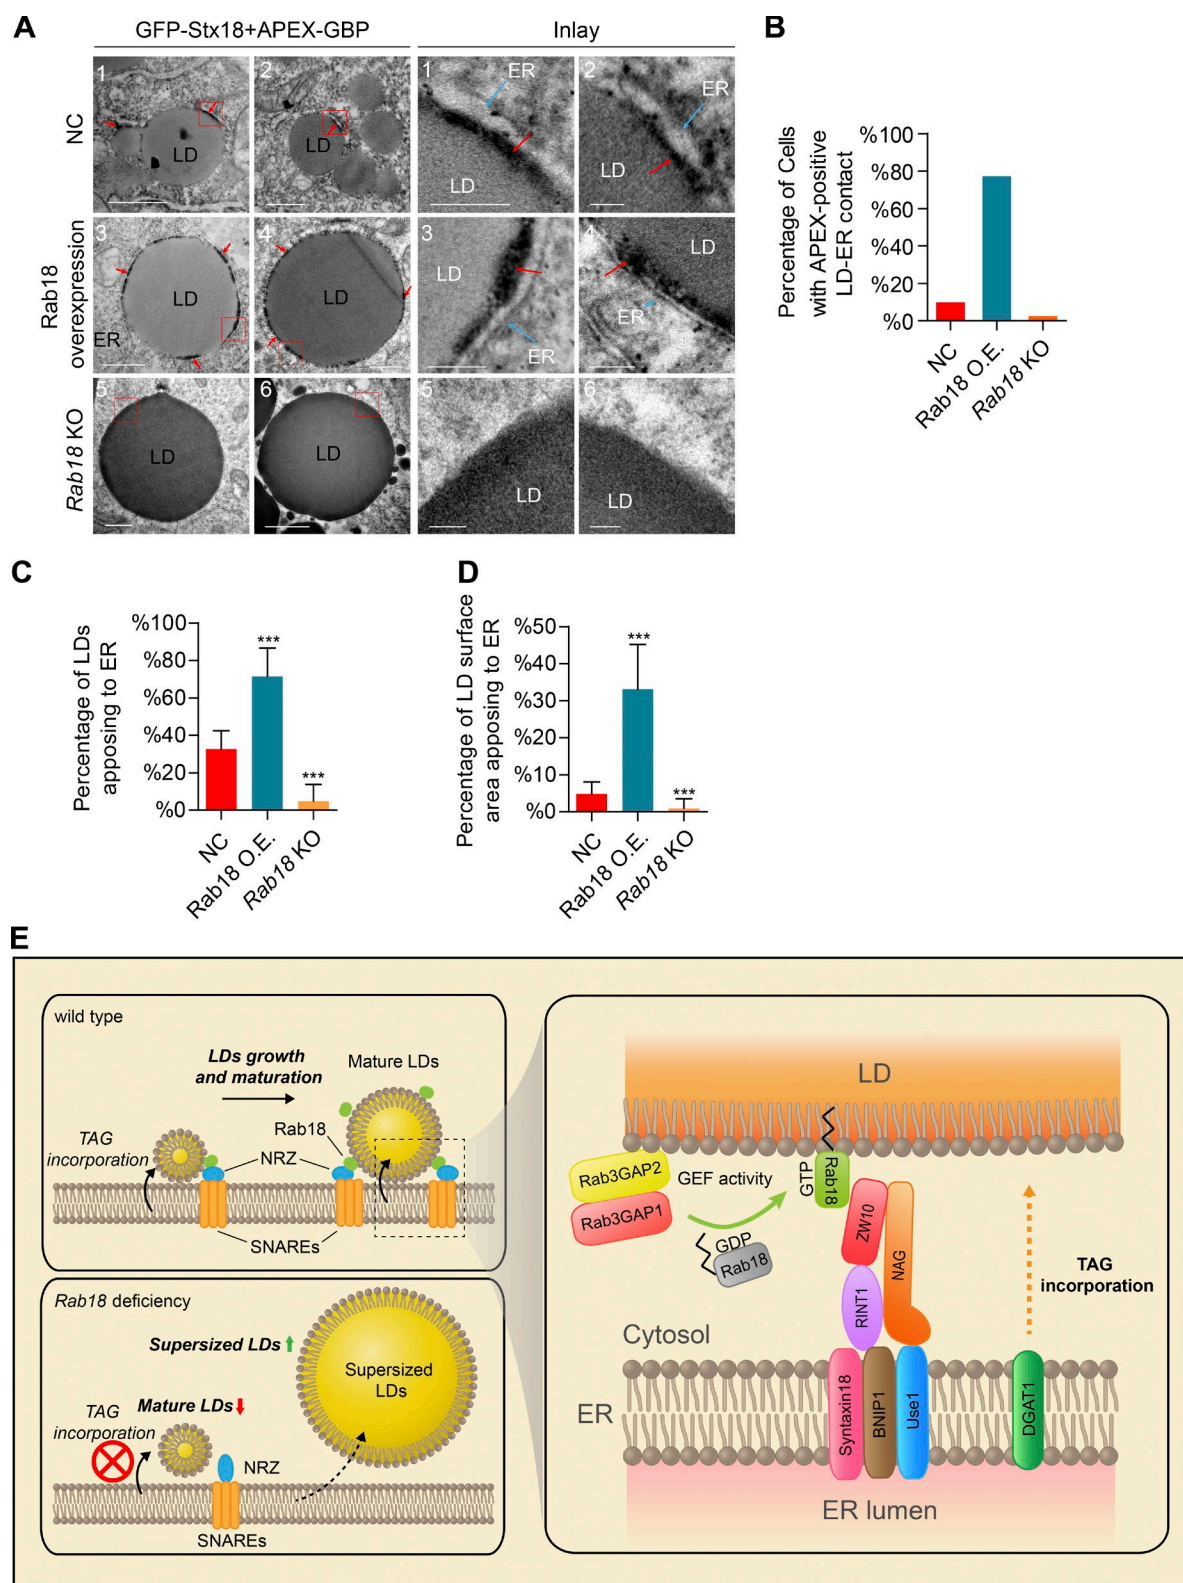 A
GFP-Stx18+APEX-GBP
Inlay
NC
1
LD
2
LD
1
ER
LD
2
ER
LD
Rab18
overexpression
3
LD
ER
4
LD
3
LD
ER
4
LD
ER
Rab18 KO
5
LD
6
LD
5
LD
6
LD
B
Percentage of Cells
with APEX-positive
LD-ER contact
%100
%80
%60
%40
%20
%0
NC
Rab18 O.E.
Rab18 KO
C
Percentage of LDs
apposing to ER
%100
%80
%60
%40
%20
%0
***
***
NC
Rab18 O.E.
Rab18 KO
D
Percentage of LD surface
area apposing to ER
%50
%40
%30
%20
%10
%0
***
***
NC
Rab18 O.E.
Rab18 KO
E
wild type
LDs growth
and maturation
Mature LDs
TAG
incorporation
Rab18
NRZ
SNAREs
Rab18 deficiency
Supersized LDs
Supersized
LDs
Mature LDs
TAG
incorporation
NRZ
SNAREs
LD
Rab3GAP2
Rab3GAP1
GEF activity
GTP
Rab18
GDP
Rab18
ZW10
NAG
RINT1
TAG
incorporation
Cytosol
ER
Syntaxin18
BNIP1
Use1
DGAT1
ER lumen